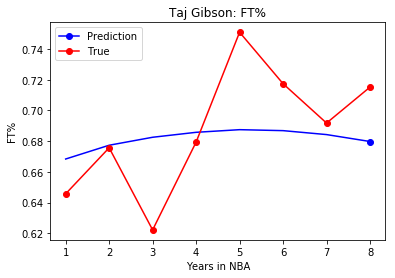 Taj Gibson: FT%
Prediction
True
FT%
0.74
0.72
0.70
0.68
0.66
0.64
0.62
1 2 3 4 5 6 7 8
Years in NBA